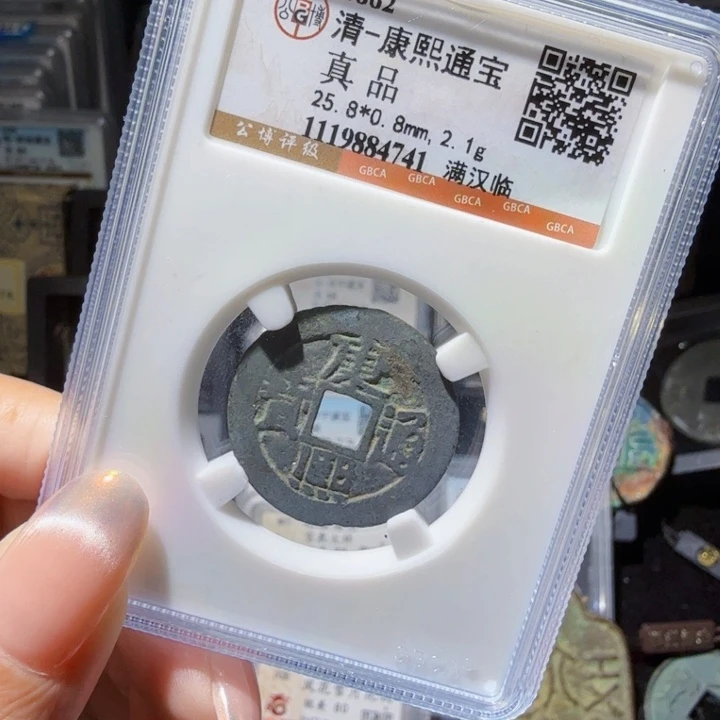 清-康熙通宝
真品
25.8*0.8mm, 2.1g
1119884741 满汉临
公博评级
GBCA GBCA GBCA GBCA GBCA
康熙通寶